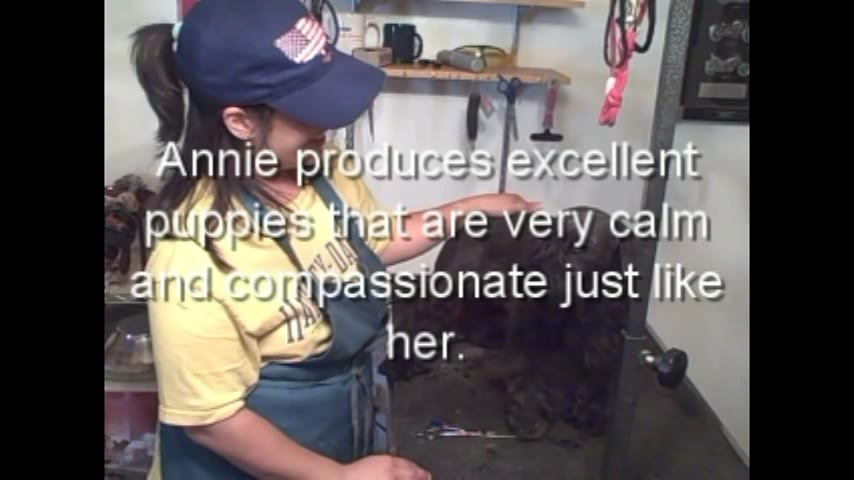 Annie produces excellent
puppies that are very calm
and compassionate just like
her.